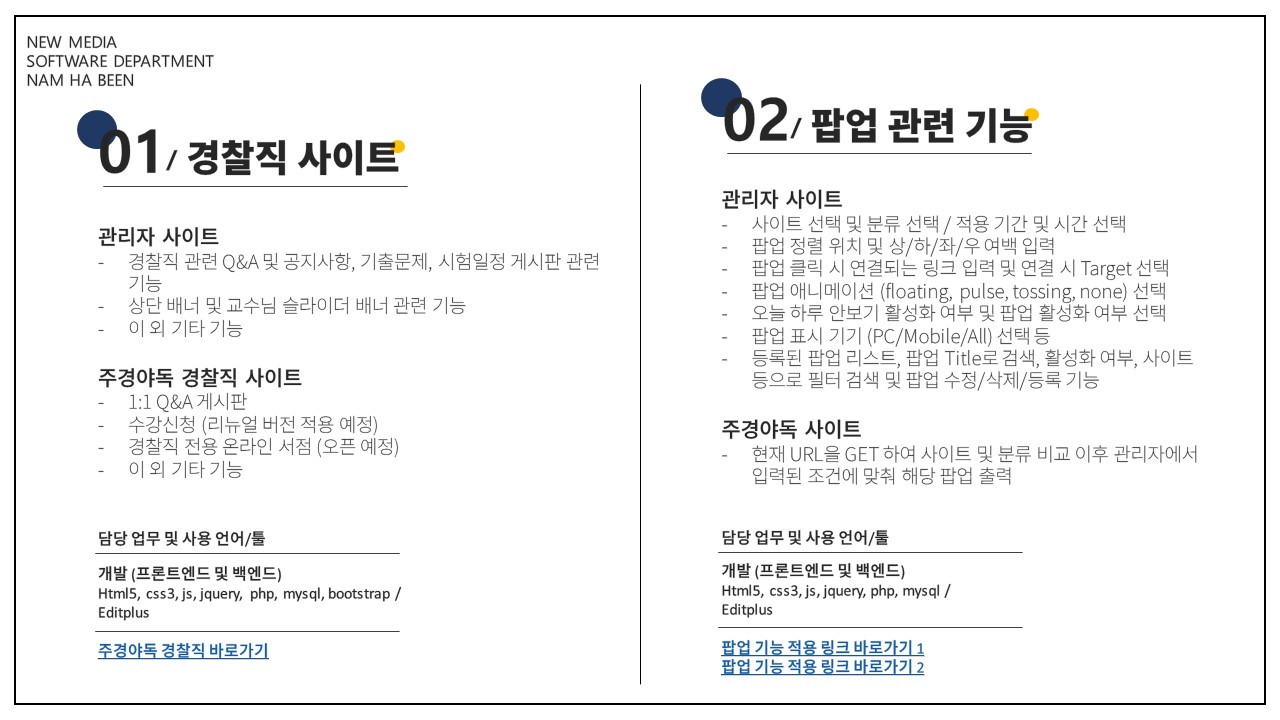 NEW MEDIA
SOFTWARE DEPARTMENT
NAM HA BEEN
01/ 경찰직 사이트
관리자 사이트
- 경찰직 관련 Q&A 및 공지사항, 기출문제, 시험일정 게시판 관련
기능
- 상단 배너 및 교수님 슬라이더 배너 관련 기능
- 이 외 기타 기능
주경야독 경찰직 사이트
- 1:1 Q&A 게시판
- 수강신청 (리뉴얼 버전 적용 예정)
- 경찰직 전용 온라인 서점 (오픈 예정)
- 이 외 기타 기능
담당 업무 및 사용 언어/툴
개발 (프론트엔드 및 백엔드)
Html5, css3, js, jquery, php, mysql, bootstrap /
Editplus
주경야독 경찰직 바로가기
02/ 팝업 관련 기능
관리자 사이트
- 사이트 선택 및 분류 선택 / 적용 기간 및 시간 선택
- 팝업 정렬 위치 및 상/하/좌/우 여백 입력
- 팝업 클릭 시 연결되는 링크 입력 및 연결 시 Target 선택
- 팝업 애니메이션 (floating, pulse, tossing, none) 선택
- 오늘 하루 안보기 활성화 여부 및 팝업 활성화 여부 선택
- 팝업 표시 기기 (PC/Mobile/All) 선택 등
- 등록된 팝업 리스트, 팝업 Title로 검색, 활성화 여부, 사이트
등으로 필터 검색 및 팝업 수정/삭제/등록 기능
주경야독 사이트
- 현재 URL을 GET 하여 사이트 및 분류 비교 이후 관리자에서
입력된 조건에 맞춰 해당 팝업 출력
담당 업무 및 사용 언어/툴
개발 (프론트엔드 및 백엔드)
Html5, css3, js, jquery, php, mysql /
Editplus
팝업 기능 적용 링크 바로가기 1
팝업 기능 적용 링크 바로가기 2